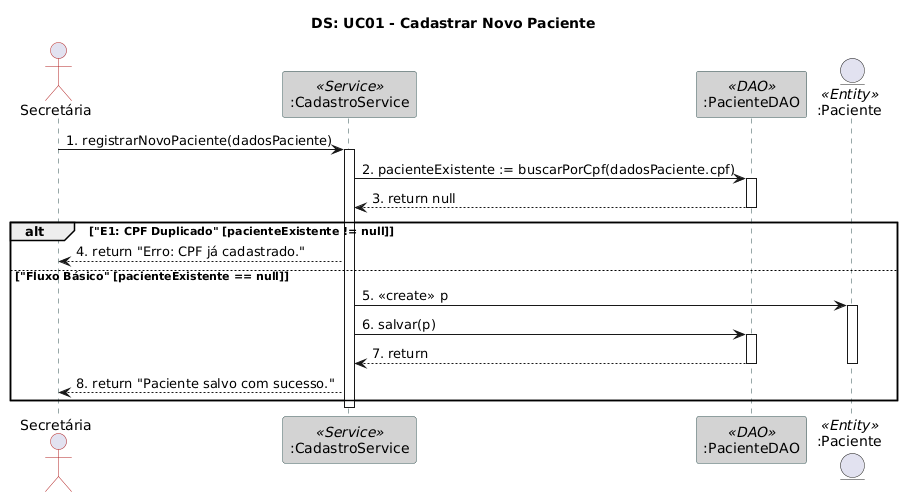 DS: UC01 - Cadastrar Novo Paciente
Secretária
«Service»
:CadastroService
«DAO»
:PacienteDAO
«Entity»
:Paciente
1. registrarNovoPaciente(dadosPaciente)
2. pacienteExistente := buscarPorCpf(dadosPaciente.cpf)
3. return null
alt
["E1: CPF Duplicado" [pacienteExistente != null]]
4. return "Erro: CPF já cadastrado."
["Fluxo Básico" [pacienteExistente == null]]
5. «create» p
6. salvar(p)
7. return
8. return "Paciente salvo com sucesso."
Secretária
«Service»
:CadastroService
«DAO»
:PacienteDAO
«Entity»
:Paciente